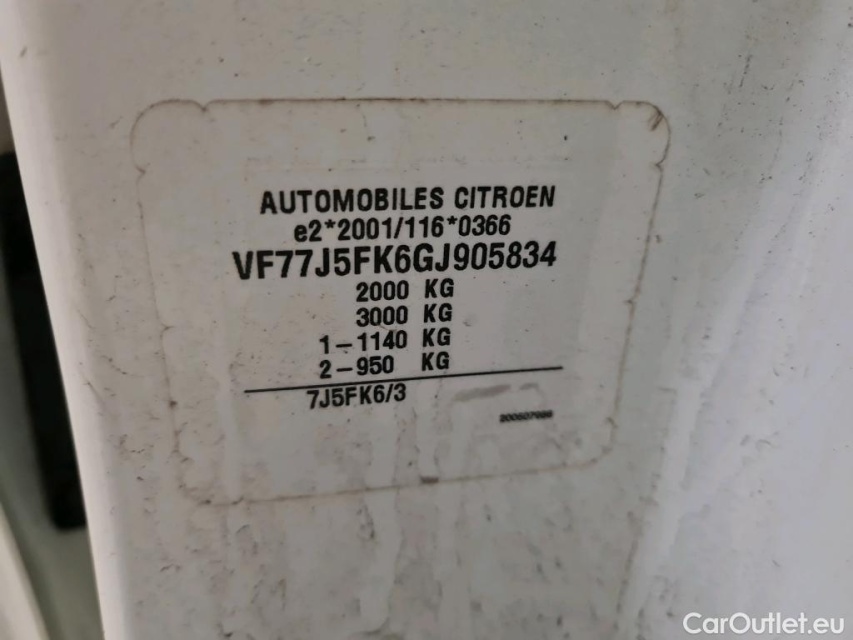 AUTOMOBILES CITROEN
e2*2001/116*0366
VF77J5FK6GJ905834
2000 KG
3000 KG
1-1140 KG
2-950 KG
7J5FK6/3
CarOutlet.eu